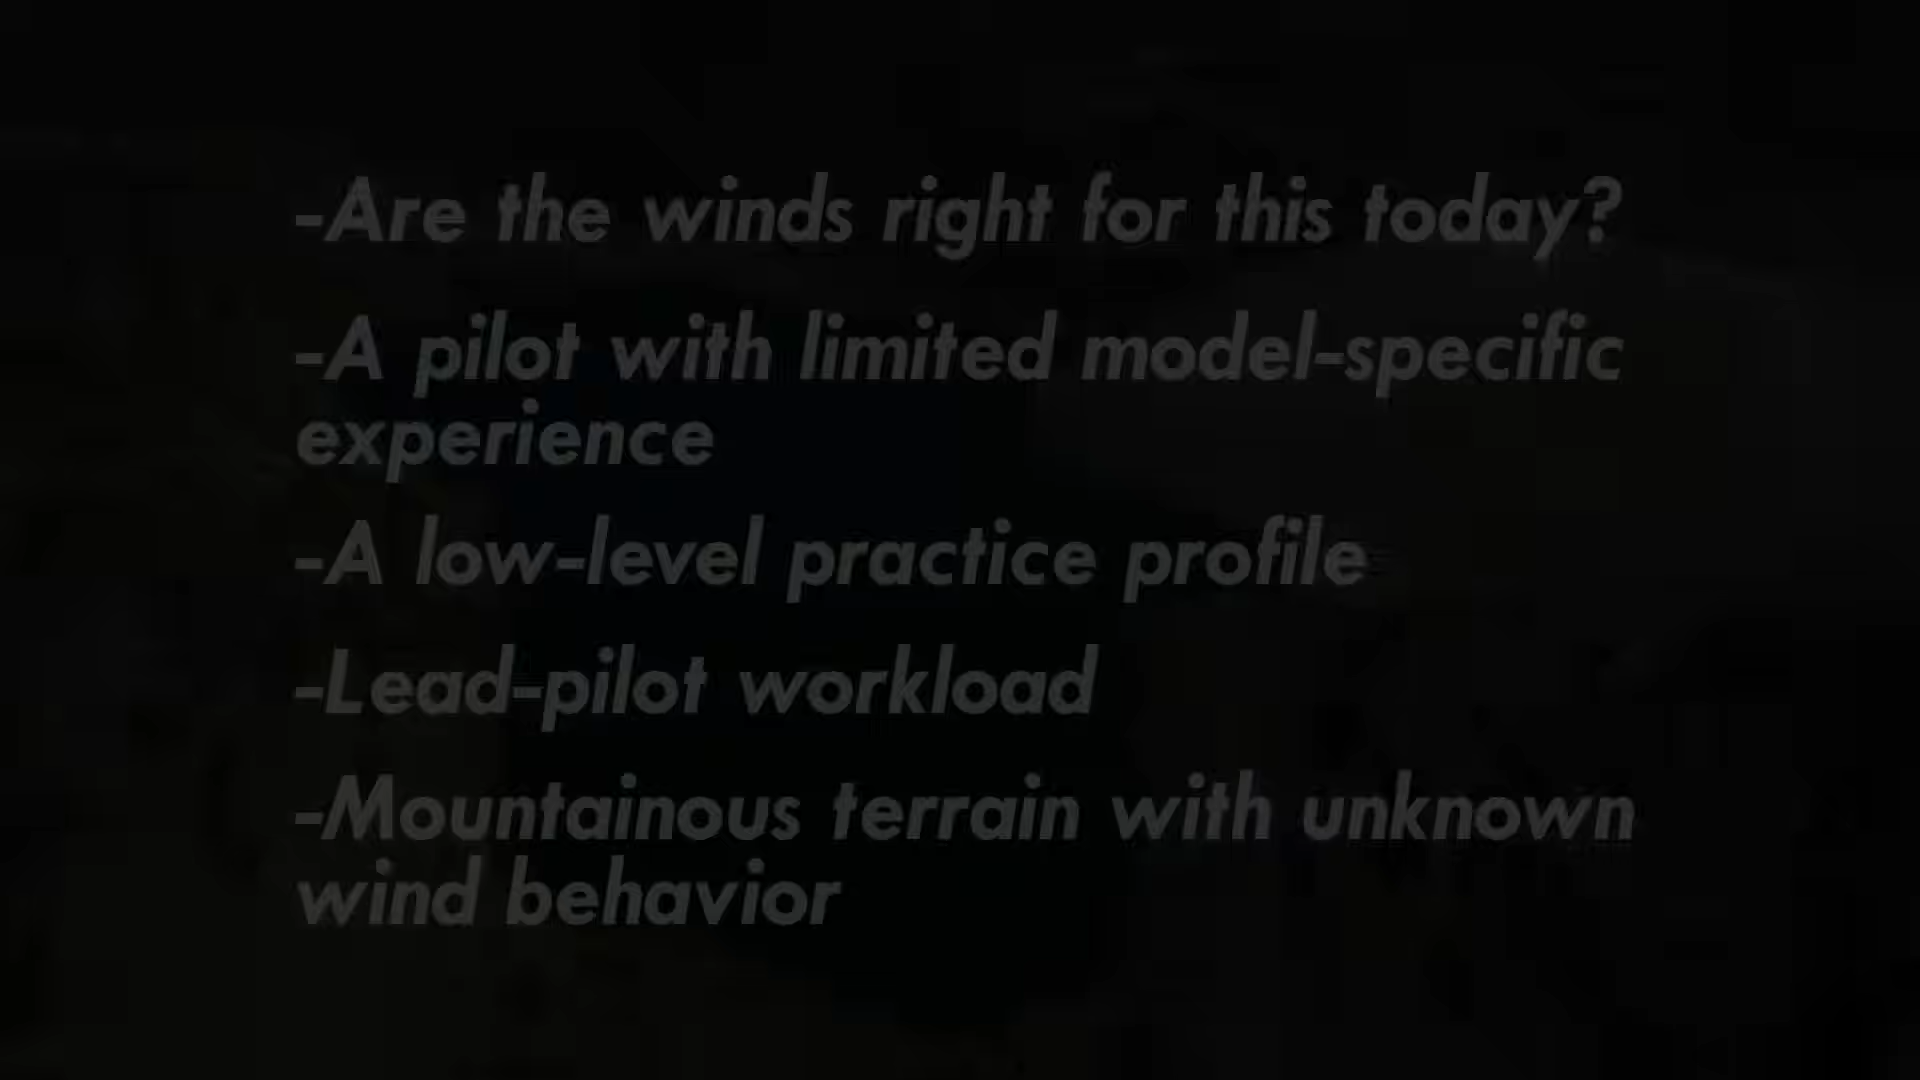 -Are the winds right for this today?
-A pilot with limited model-specific
experience
-A low-level practice profile
-Lead-pilot workload
-Mountainous terrain with unknown
wind behavior